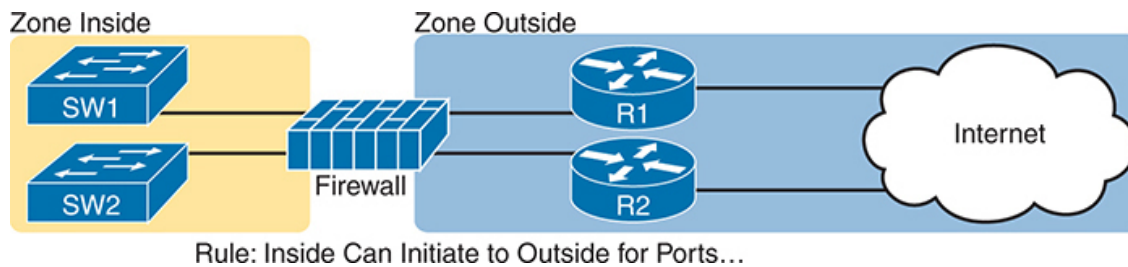 Zone Inside
Zone Outside
SW1
R1
Internet
Firewall
SW2
R2
Rule: Inside Can Initiate to Outside for Ports...